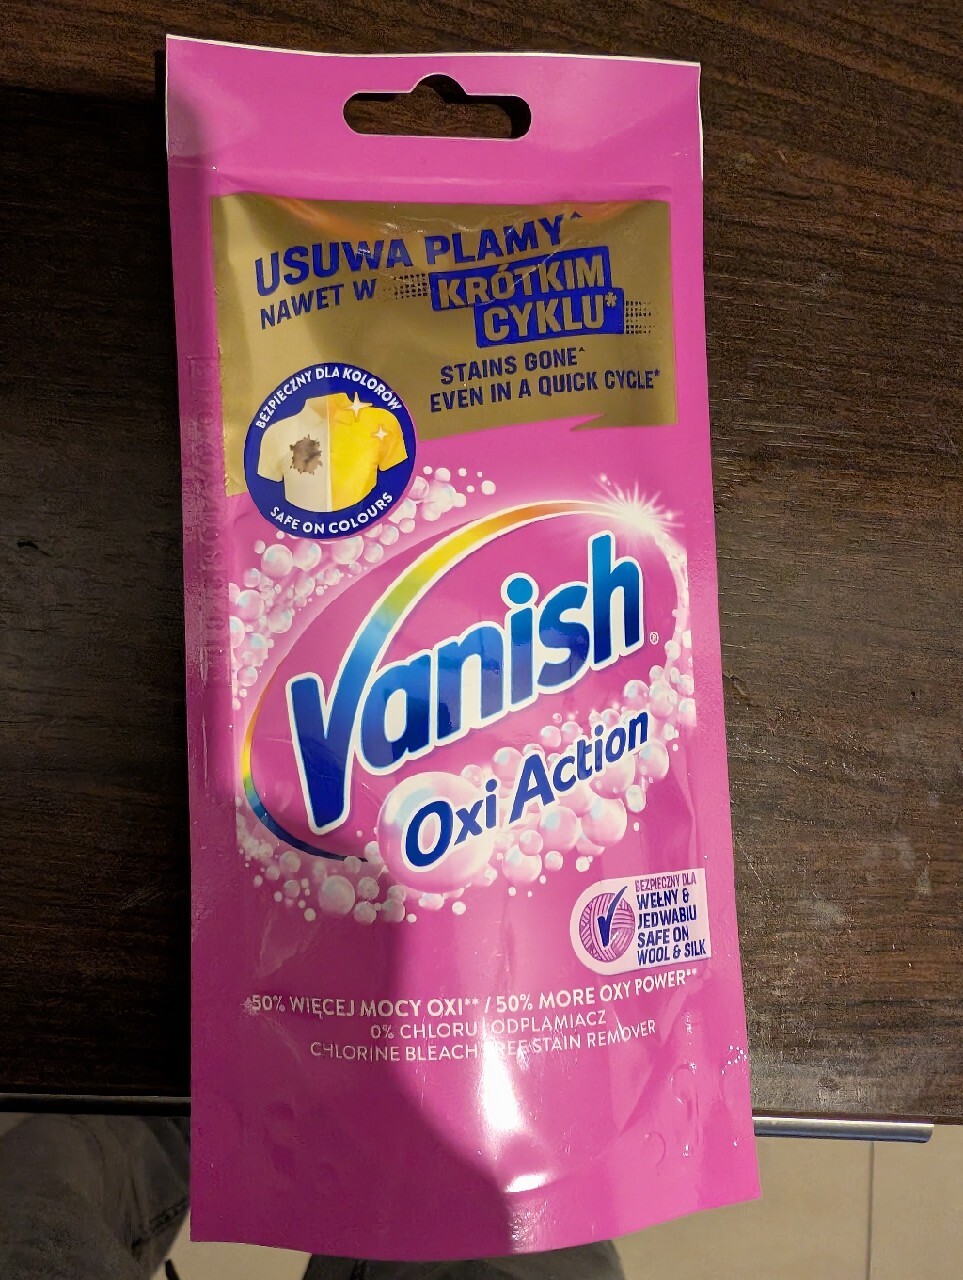 USUWA PLAMY^
NAWET W KRÓTKIM
CYKLU*
STAINS GONE^
EVEN IN A QUICK CYCLE*
BEZPIECZNY DLA KOLORÓW
SAFE ON COLOURS
Vanish®
Oxi Action
BEZPIECZNY DLA
WEŁNY &
JEDWABIU
SAFE ON
WOOL & SILK
50% WIĘCEJ MOCY OXI** / 50% MORE OXY POWER**
0% CHLORU ODPLAMIACZ
CHLORINE BLEACH FREE STAIN REMOVER